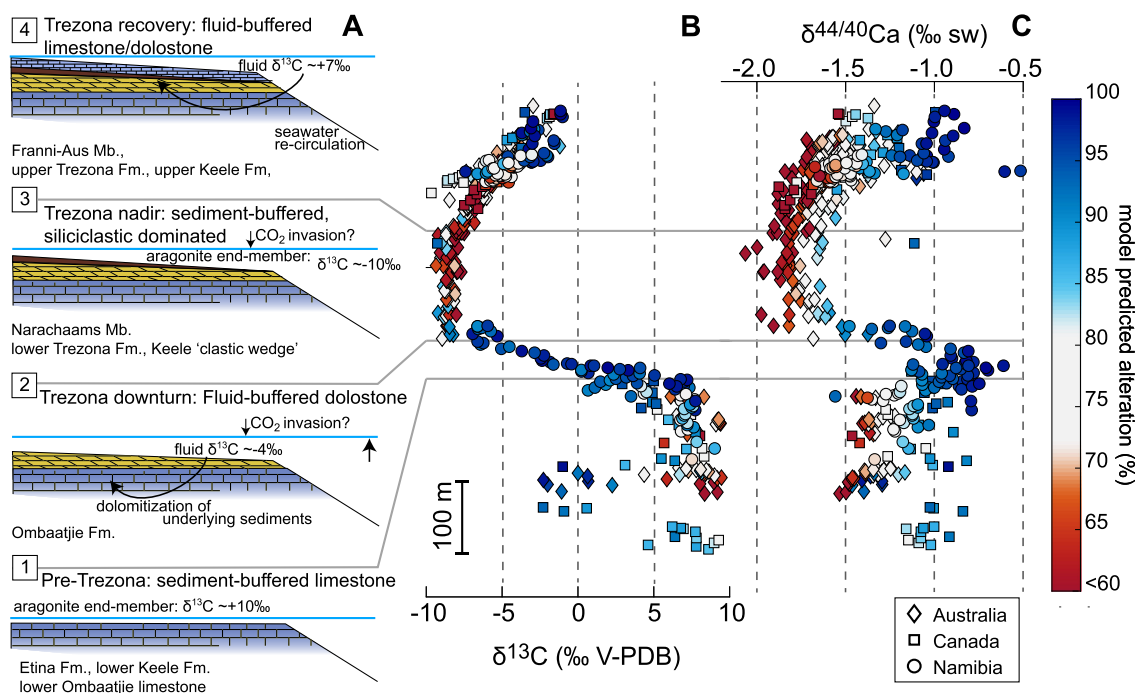 4
Trezona recovery: fluid-buffered
limestone/dolostone
fluid δ¹³C ~+7‰
seawater
re-circulation
Franni-Aus Mb.,
upper Trezona Fm., upper Keele Fm,
3
Trezona nadir: sediment-buffered,
siliciclastic dominated
CO₂ invasion?
aragonite end-member: δ¹³C ~-10‰
Narachaams Mb.
lower Trezona Fm., Keele ‘clastic wedge’
2
Trezona downturn: Fluid-buffered dolostone
CO₂ invasion?
fluid δ¹³C ~-4‰
dolomitization of
underlying sediments
Ombaatjie Fm.
1
Pre-Trezona: sediment-buffered limestone
aragonite end-member: δ¹³C ~+10‰
Etina Fm., lower Keele Fm.
lower Ombaatjie limestone
A
B
C
δ⁴⁴/⁴⁰Ca (‰ sw)
-2.0 -1.5 -1.0 -0.5
100 m
-10 -5 0 5 10
δ¹³C (‰ V-PDB)
100
95
90
85
80
75
70
65
<60
model predicted alteration (%)
Australia
Canada
Namibia